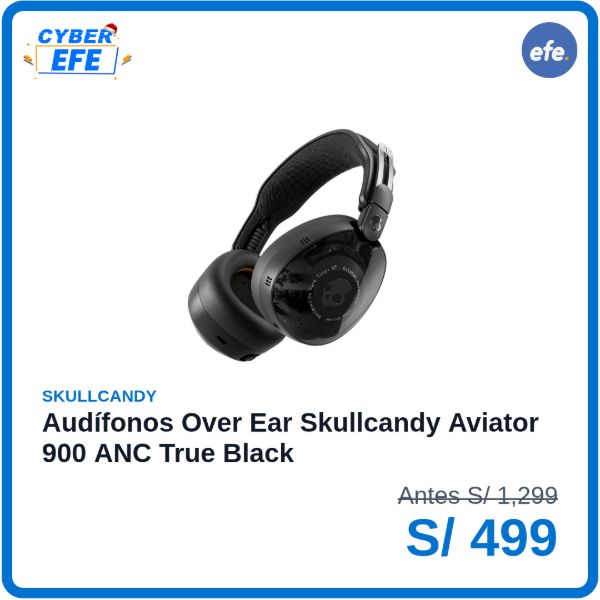 CYBER
EFE
efe.
SKULLCANDY
Audífonos Over Ear Skullcandy Aviator
900 ANC True Black
Antes S/ 1,299
S/ 499